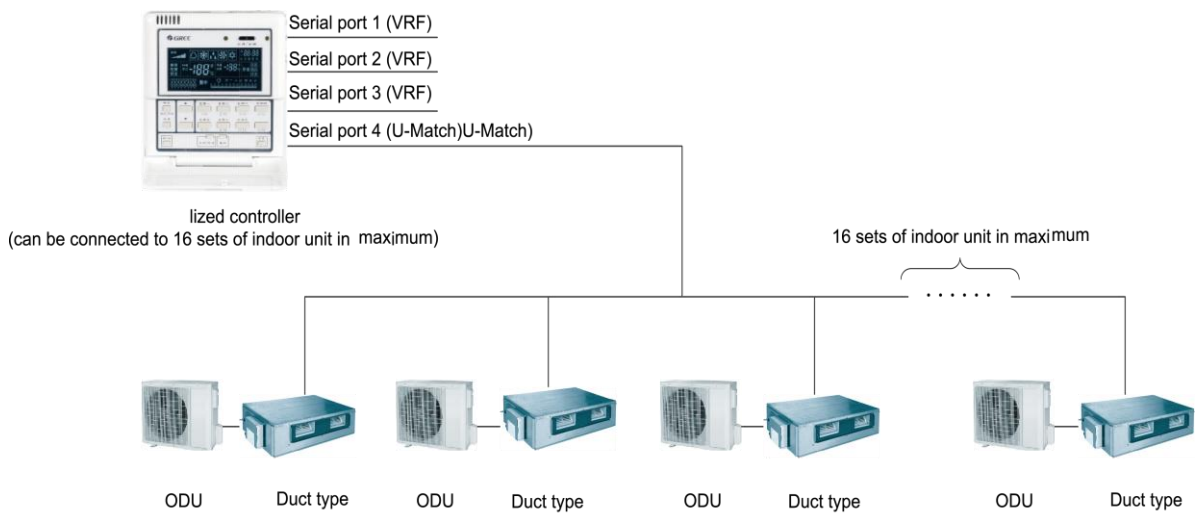 GREE
Serial port 1 (VRF)
Serial port 2 (VRF)
Serial port 3 (VRF)
Serial port 4 (U-Match)U-Match)
lized controller
(can be connected to 16 sets of indoor unit in maximum)
16 sets of indoor unit in maximum
......
ODU Duct type ODU Duct type ODU Duct type ODU Duct type